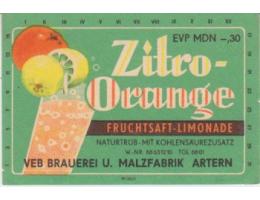 EVP MDN -,30
Zitro-
Orange
FRUCHTSAFT-LIMONADE
NATURTRÜB-MIT KOHLENSÄUREZUSATZ
VEB BRAUEREI U. MALZFABRIK ARTERN